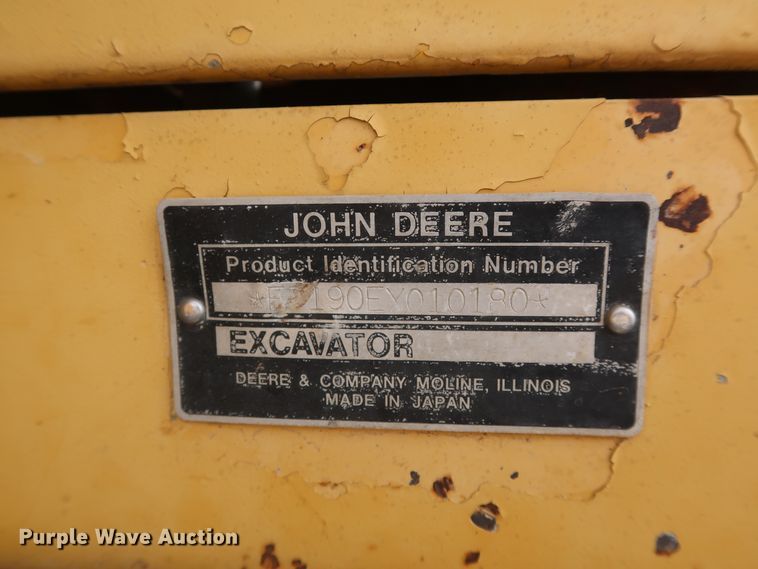 JOHN DEERE
Product Identification Number
EXCAVATOR
DEERE & COMPANY MOLINE, ILLINOIS
MADE IN JAPAN
Purple Wave Auction